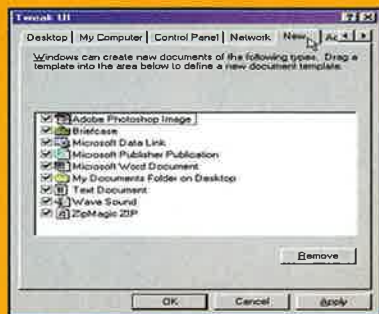 Tweak UI
Desktop My Computer Control Panel Network New
Windows can create new documents of the following types. Drag a
template into the area below to define a new document template.
Adobe Photoshop Image
Briefcase
Microsoft Data Link
Microsoft Publisher Publication
Microsoft Word Document
My Documents Folder on Desktop
Text Document
Wave Sound
ZipMagic ZIP
Remove
OK Cancel Apply